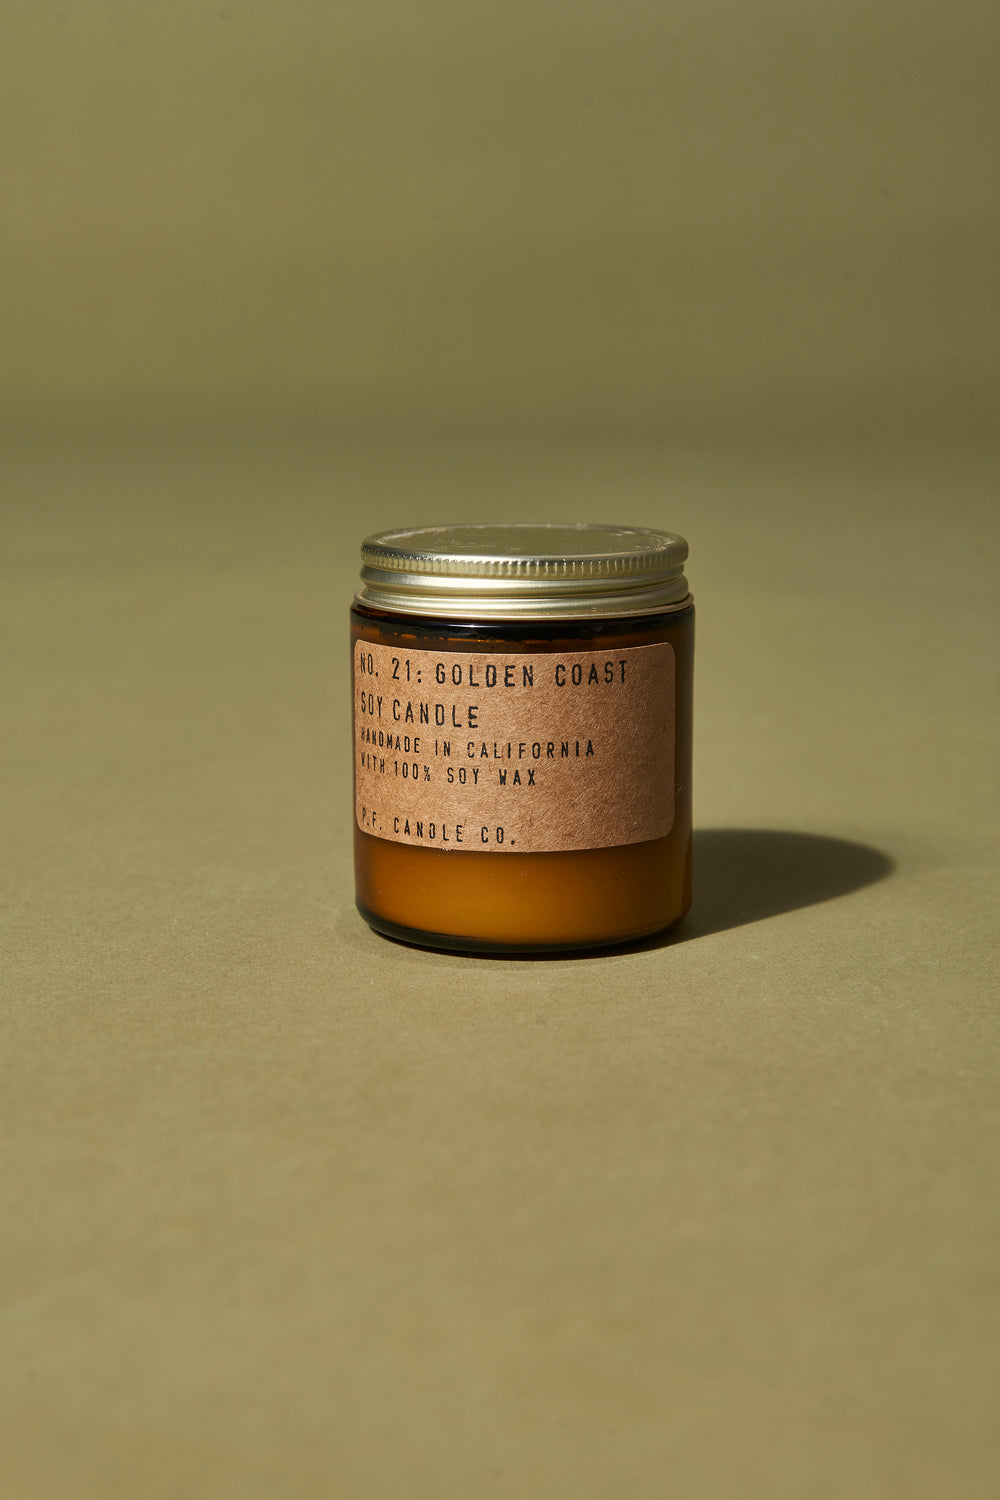 NO. 21: GOLDEN COAST
SOY CANDLE
HANDMADE IN CALIFORNIA
WITH 100% SOY WAX
P.F. CANDLE CO.